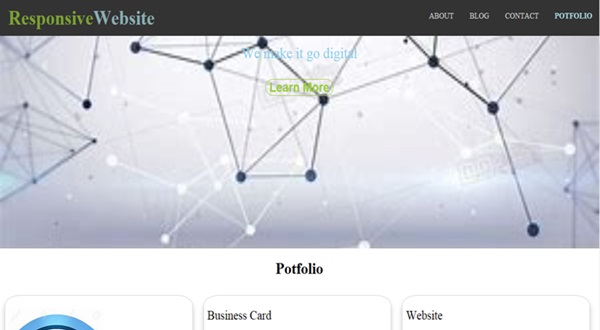 ResponsiveWebsite
ABOUT BLOG CONTACT POTFOLIO
We make it go digital
Learn More
Potfolio
Business Card
Website